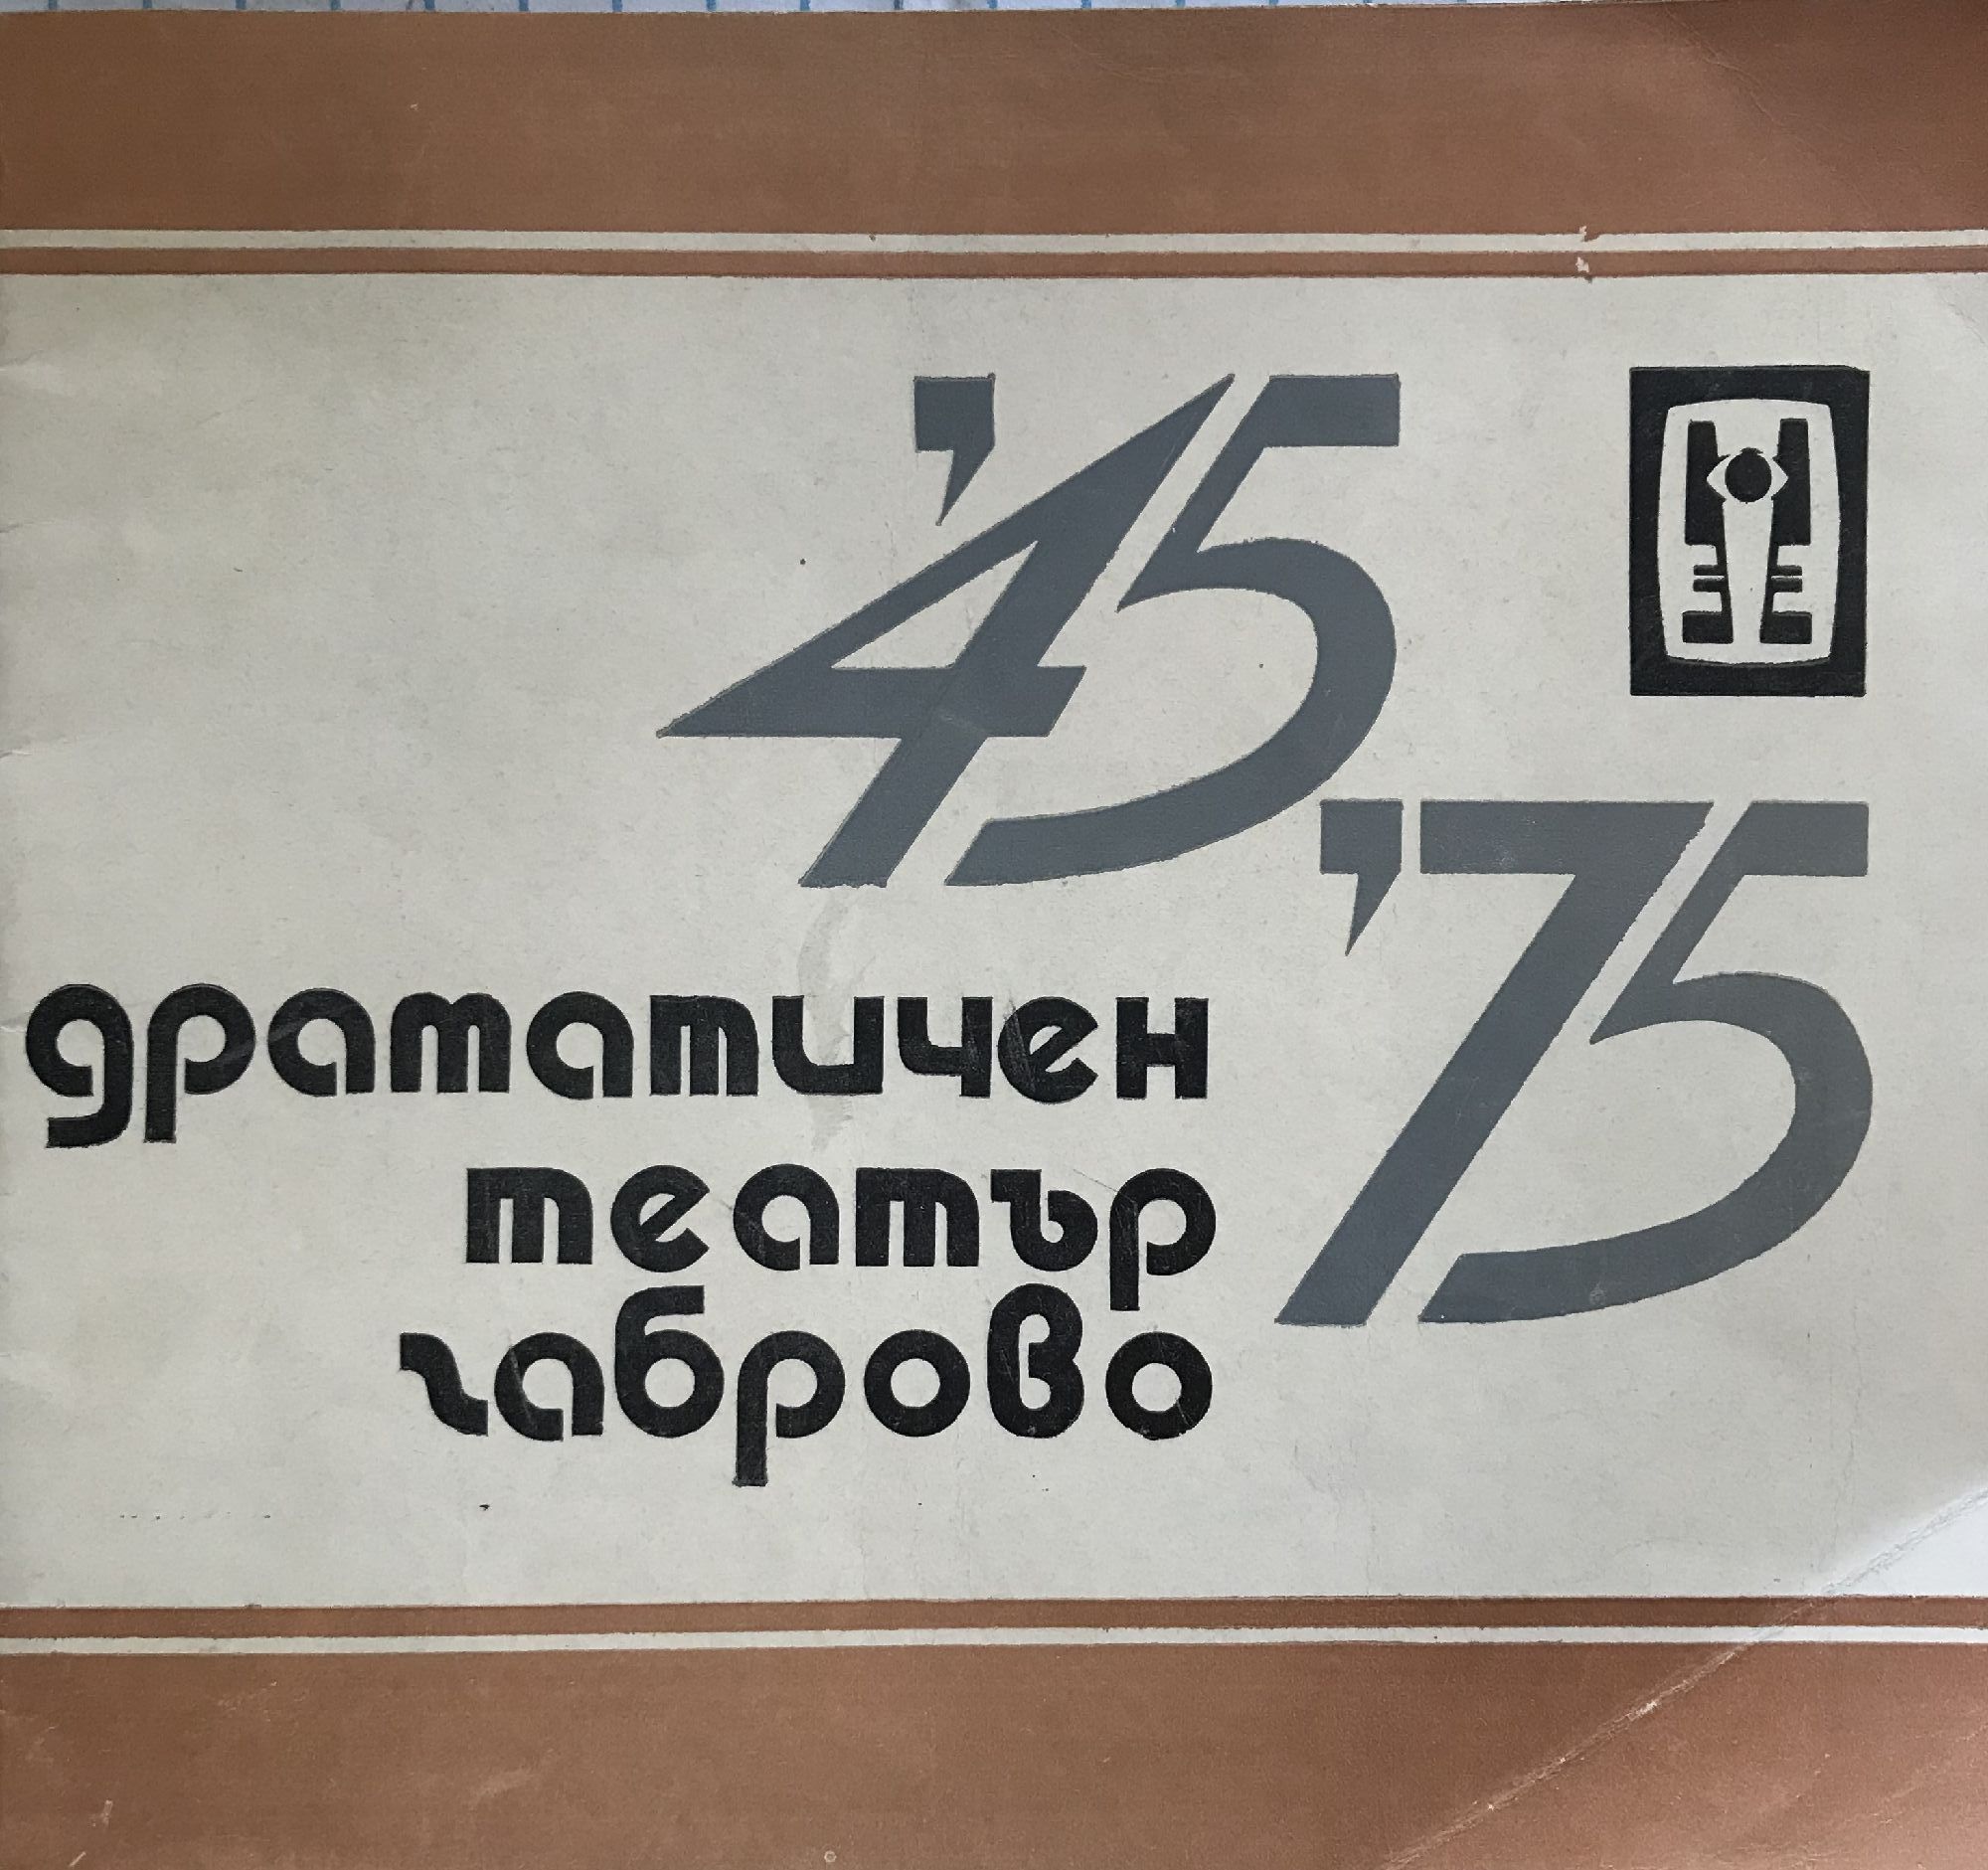 '45
'75
драматичен
театър
габрово